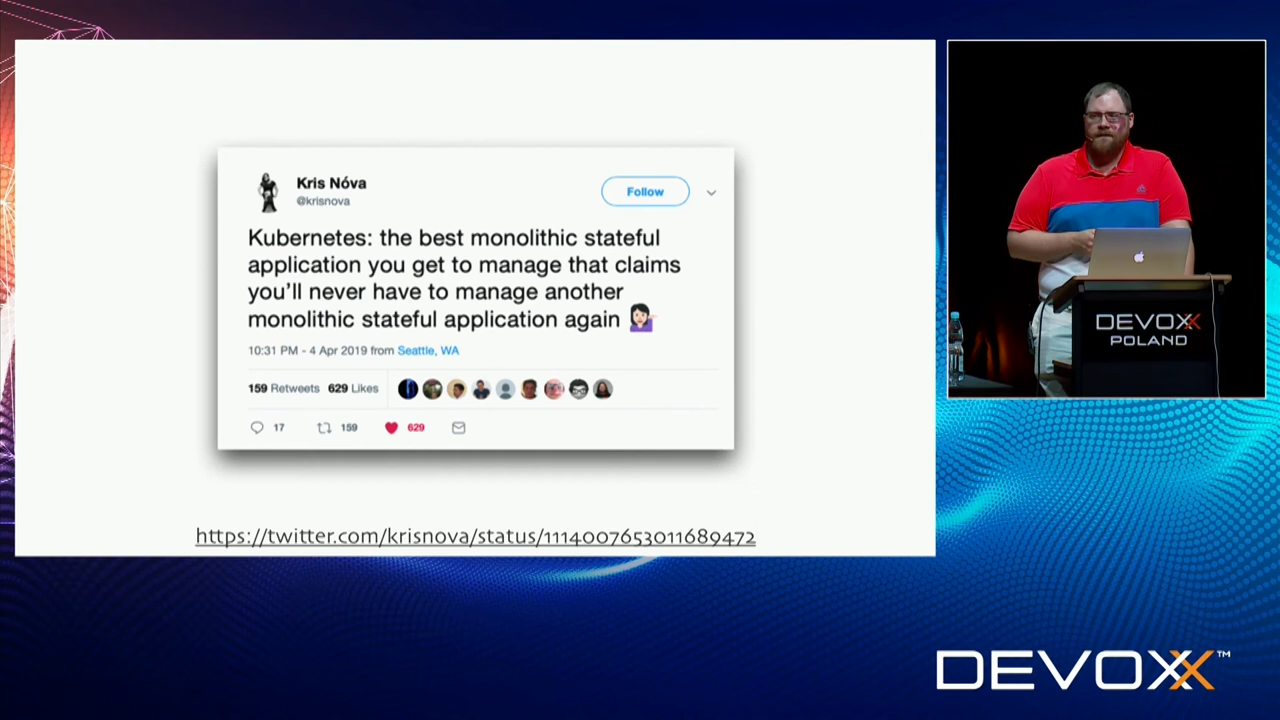 Kris Nóva
@krisnova
Follow
Kubernetes: the best monolithic stateful
application you get to manage that claims
you’ll never have to manage another
monolithic stateful application again 💁🏻‍♀️
10:31 PM - 4 Apr 2019 from Seattle, WA
159 Retweets 629 Likes
17 159 629
https://twitter.com/krisnova/status/1114007653011689472
DEVOXX
POLAND
DEVOXX™